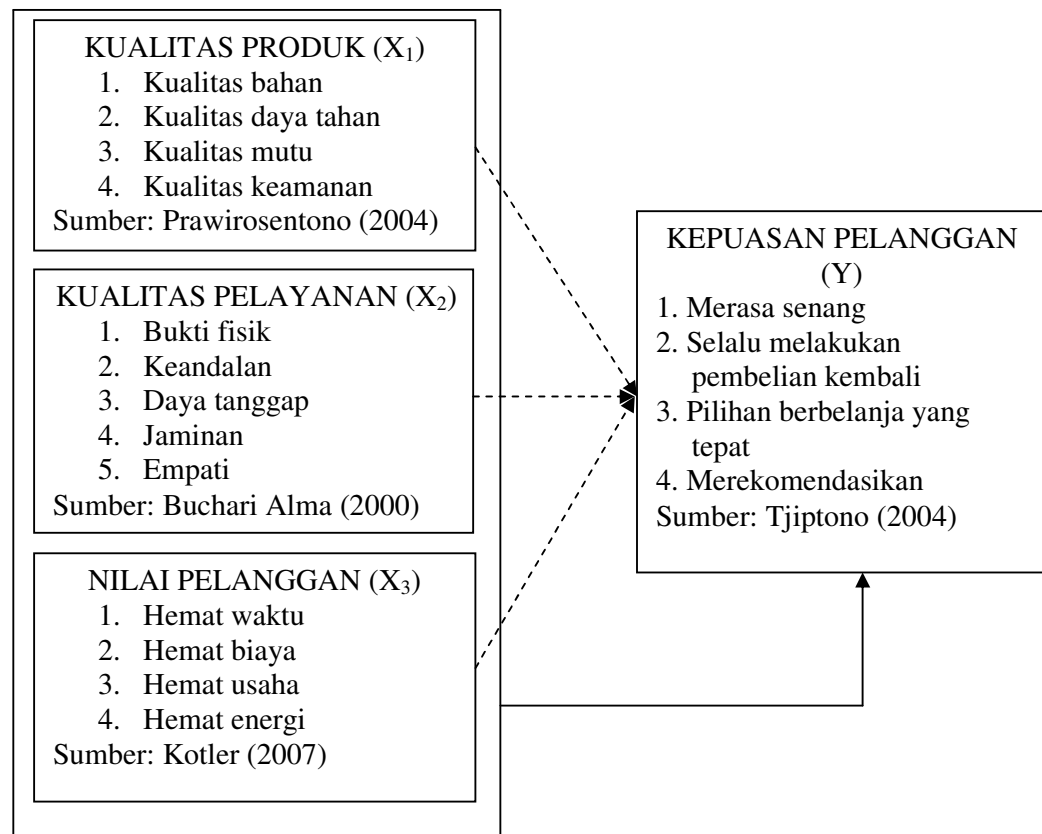 KUALITAS PRODUK (X₁)
1. Kualitas bahan
2. Kualitas daya tahan
3. Kualitas mutu
4. Kualitas keamanan
Sumber: Prawirosentono (2004)
KUALITAS PELAYANAN (X₂)
1. Bukti fisik
2. Keandalan
3. Daya tanggap
4. Jaminan
5. Empati
Sumber: Buchari Alma (2000)
NILAI PELANGGAN (X₃)
1. Hemat waktu
2. Hemat biaya
3. Hemat usaha
4. Hemat energi
Sumber: Kotler (2007)
KEPUASAN PELANGGAN
(Y)
1. Merasa senang
2. Selalu melakukan
pembelian kembali
3. Pilihan berbelanja yang
tepat
4. Merekomendasikan
Sumber: Tjiptono (2004)